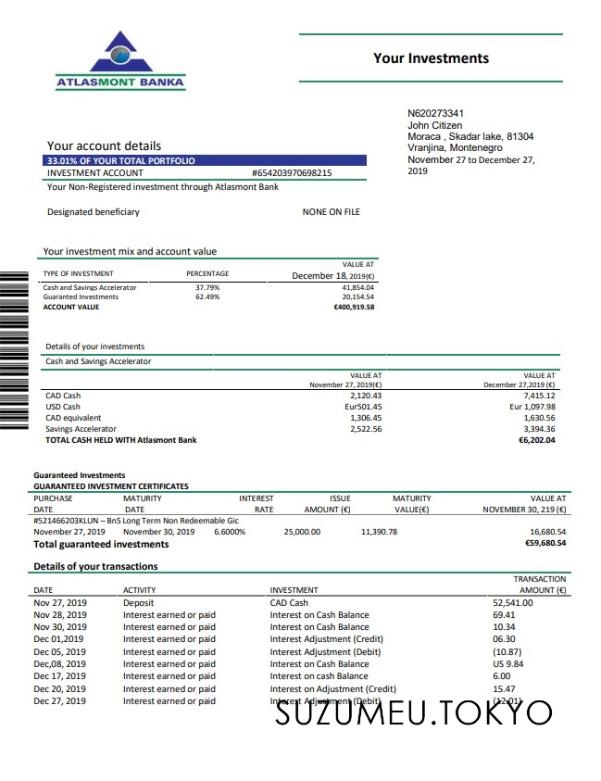 Your Investments
ATLASMONT BANKA
N620273341
John Citizen
Moraca , Skadar lake, 81304
Vranjina, Montenegro
November 27 to December 27,
2019
Your account details
33.01% OF YOUR TOTAL PORTFOLIO
INVESTMENT ACCOUNT #654203970698215
Your Non-Registered investment through Atlasmont Bank
Designated beneficiary NONE ON FILE
Your investment mix and account value
VALUE AT
TYPE OF INVESTMENT PERCENTAGE December 18, 2019(€)
Cash and Savings Accelerator 37.79% 41,854.04
Guaranted Investments 62.49% 20,154.54
ACCOUNT VALUE €400,919.58
Details of your investments
Cash and Savings Accelerator
VALUE AT VALUE AT
November 27, 2019(€) December 27,2019 (€)
CAD Cash 2,120.43 7,415.12
USD Cash Eur501.45 Eur 1,097.98
CAD equivalent 1,306.45 1,630.56
Savings Accelerator 2,522.56 3,394.36
TOTAL CASH HELD WITH Atlasmont Bank €6,202.04
Guaranteed Investments
GUARANTEED INVESTMENT CERTIFICATES
PURCHASE MATURITY INTEREST ISSUE MATURITY VALUE AT
DATE DATE RATE AMOUNT (€) VALUE(€) NOVEMBER 30, 219 (€)
#521466203KLUN – Bn5 Long Term Non Redeemable Gic
November 27, 2019 November 30, 2019 6.6000% 25,000.00 11,390.78 16,680.54
Total guaranteed investments €59,680.54
Details of your transactions
TRANSACTION
DATE ACTIVITY INVESTMENT AMOUNT (€)
Nov 27, 2019 Deposit CAD Cash 52,541.00
Nov 28, 2019 Interest earned or paid Interest on Cash Balance 69.41
Nov 30, 2019 Interest earned or paid Interest on Cash Balance 10.34
Dec 01,2019 Interest earned or paid Interest Adjustment (Credit) 06.30
Dec 05, 2019 Interest earned or paid Interest Adjustment (Debit) (10.87)
Dec,08, 2019 Interest earned or paid Interest on Cash Balance US 9.84
Dec 17, 2019 Interest earned or paid Interest on cash Balance 6.00
Dec 20, 2019 Interest earned or paid Interest on Adjustment (Credit) 15.47
Dec 27, 2019 Interest earned or paid Interest Adjustment (Debit) (12.01)
SUZUMEU.TOKYO